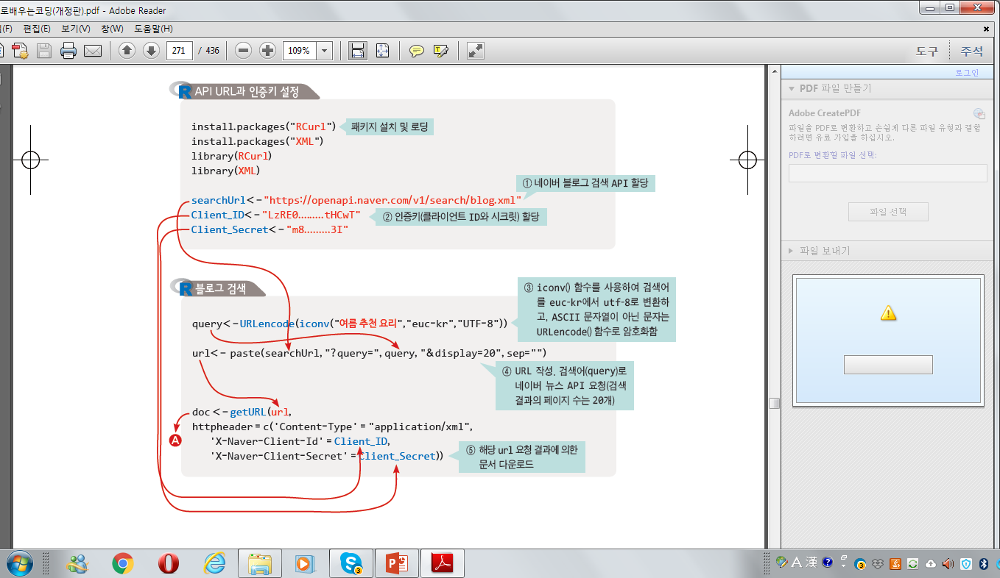 로배우는코딩(개정판).pdf - Adobe Reader
(F) 편집(E) 보기(V) 창(W) 도움말(H)
271 / 436 109% 도구 주석
로그인
PDF 파일 만들기
Adobe CreatePDF
파일을 PDF로 변환하고 손쉽게 다른 파일 유형과 결합
하려면 유료 가입을 하십시오.
PDF로 변환할 파일 선택:
파일 선택
파일 보내기
R API URL과 인증키 설정
install.packages("RCurl") 패키지 설치 및 로딩
install.packages("XML")
library(RCurl)
library(XML)
① 네이버 블로그 검색 API 할당
searchUrl<-"https://openapi.naver.com/v1/search/blog.xml"
Client_ID<-"LzRE0.........tHCwT" ② 인증키(클라이언트 ID와 시크릿) 할당
Client_Secret<-"m8.........3I"
R 블로그 검색
③ iconv() 함수를 사용하여 검색어
를 euc-kr에서 utf-8로 변환하
고, ASCII 문자열이 아닌 문자는
URLencode() 함수로 암호화함
query<-URLencode(iconv("여름 추천 요리","euc-kr","UTF-8"))
url<- paste(searchUrl, "?query=", query, "&display=20", sep="")
④ URL 작성. 검색어(query)로
네이버 뉴스 API 요청(검색
결과의 페이지 수는 20개)
doc <- getURL(url,
httpheader = c('Content-Type' = "application/xml",
A
'X-Naver-Client-Id' = Client_ID,
'X-Naver-Client-Secret' = Client_Secret))
⑤ 해당 url 요청 결과에 의한
문서 다운로드
A 漢